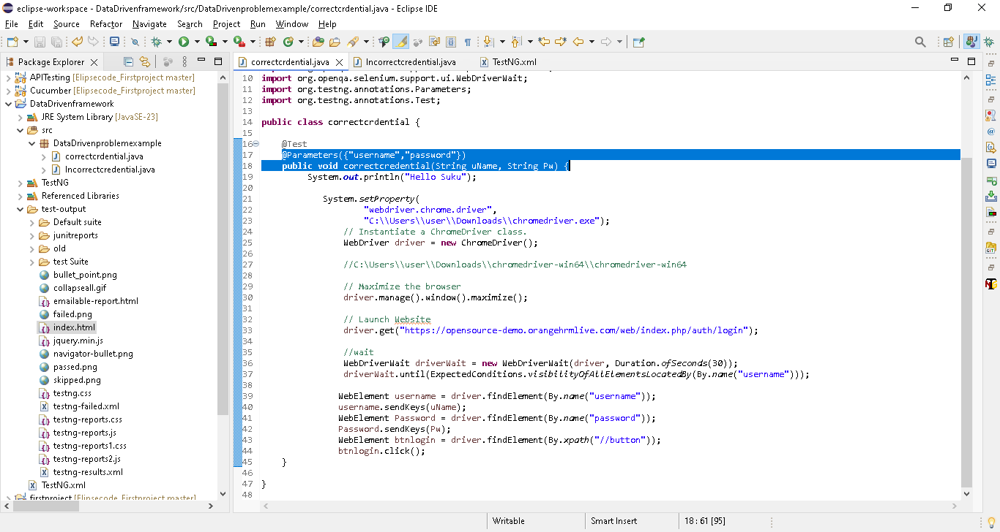 eclipse-workspace - DataDrivenframework/src/DataDrivenproblemexample/correctcrdential.java - Eclipse IDE
File Edit Source Refactor Navigate Search Project Run Window Help
Package Explorer
correctcrdential.java
Incorrectcredential.java
TestNG.xml
APITesting [Elipsecode_Firstproject master]
Cucumber [Elipsecode_Firstproject master]
DataDrivenframework
JRE System Library [JavaSE-23]
src
DataDrivenproblemexample
correctcrdential.java
Incorrectcredential.java
TestNG
Referenced Libraries
test-output
Default suite
junitreports
old
test Suite
bullet_point.png
collapseall.gif
emailable-report.html
failed.png
index.html
jquery.min.js
navigator-bullet.png
passed.png
skipped.png
testng.css
testng-failed.xml
testng-reports.css
testng-reports.js
testng-reports1.css
testng-reports2.js
testng-results.xml
TestNG.xml
firstproject [Elipsecode_Firstproject master]
10 import org.openqa.selenium.support.ui.WebDriverWait;
11 import org.testng.annotations.Parameters;
12 import org.testng.annotations.Test;
13
14 public class correctcrdential {
15
16 @Test
17 @Parameters({"username","password"})
18 public void correctcrdential(String uName, String Pw) {
19 System.out.println("Hello Suku");
20
21 System.setProperty(
22 "webdriver.chrome.driver",
23 "C:\\Users\\user\\Downloads\\chromedriver.exe");
24 // Instantiate a ChromeDriver class.
25 WebDriver driver = new ChromeDriver();
26
27 //C:\Users\\user\\Downloads\\chromedriver-win64\\chromedriver-win64
28
29 // Maximize the browser
30 driver.manage().window().maximize();
31
32 // Launch Website
33 driver.get("https://opensource-demo.orangehrmlive.com/web/index.php/auth/login");
34
35 //wait
36 WebDriverWait driverWait = new WebDriverWait(driver, Duration.ofSeconds(30));
37 driverWait.until(ExpectedConditions.visibilityOfAllElementsLocatedBy(By.name("username")));
38
39 WebElement username = driver.findElement(By.name("username"));
40 username.sendKeys(uName);
41 WebElement Password = driver.findElement(By.name("password"));
42 Password.sendKeys(Pw);
43 WebElement btnlogin = driver.findElement(By.xpath("//button"));
44 btnlogin.click();
45 }
46
47 }
48
Writable
Smart Insert
18 : 61 [95]